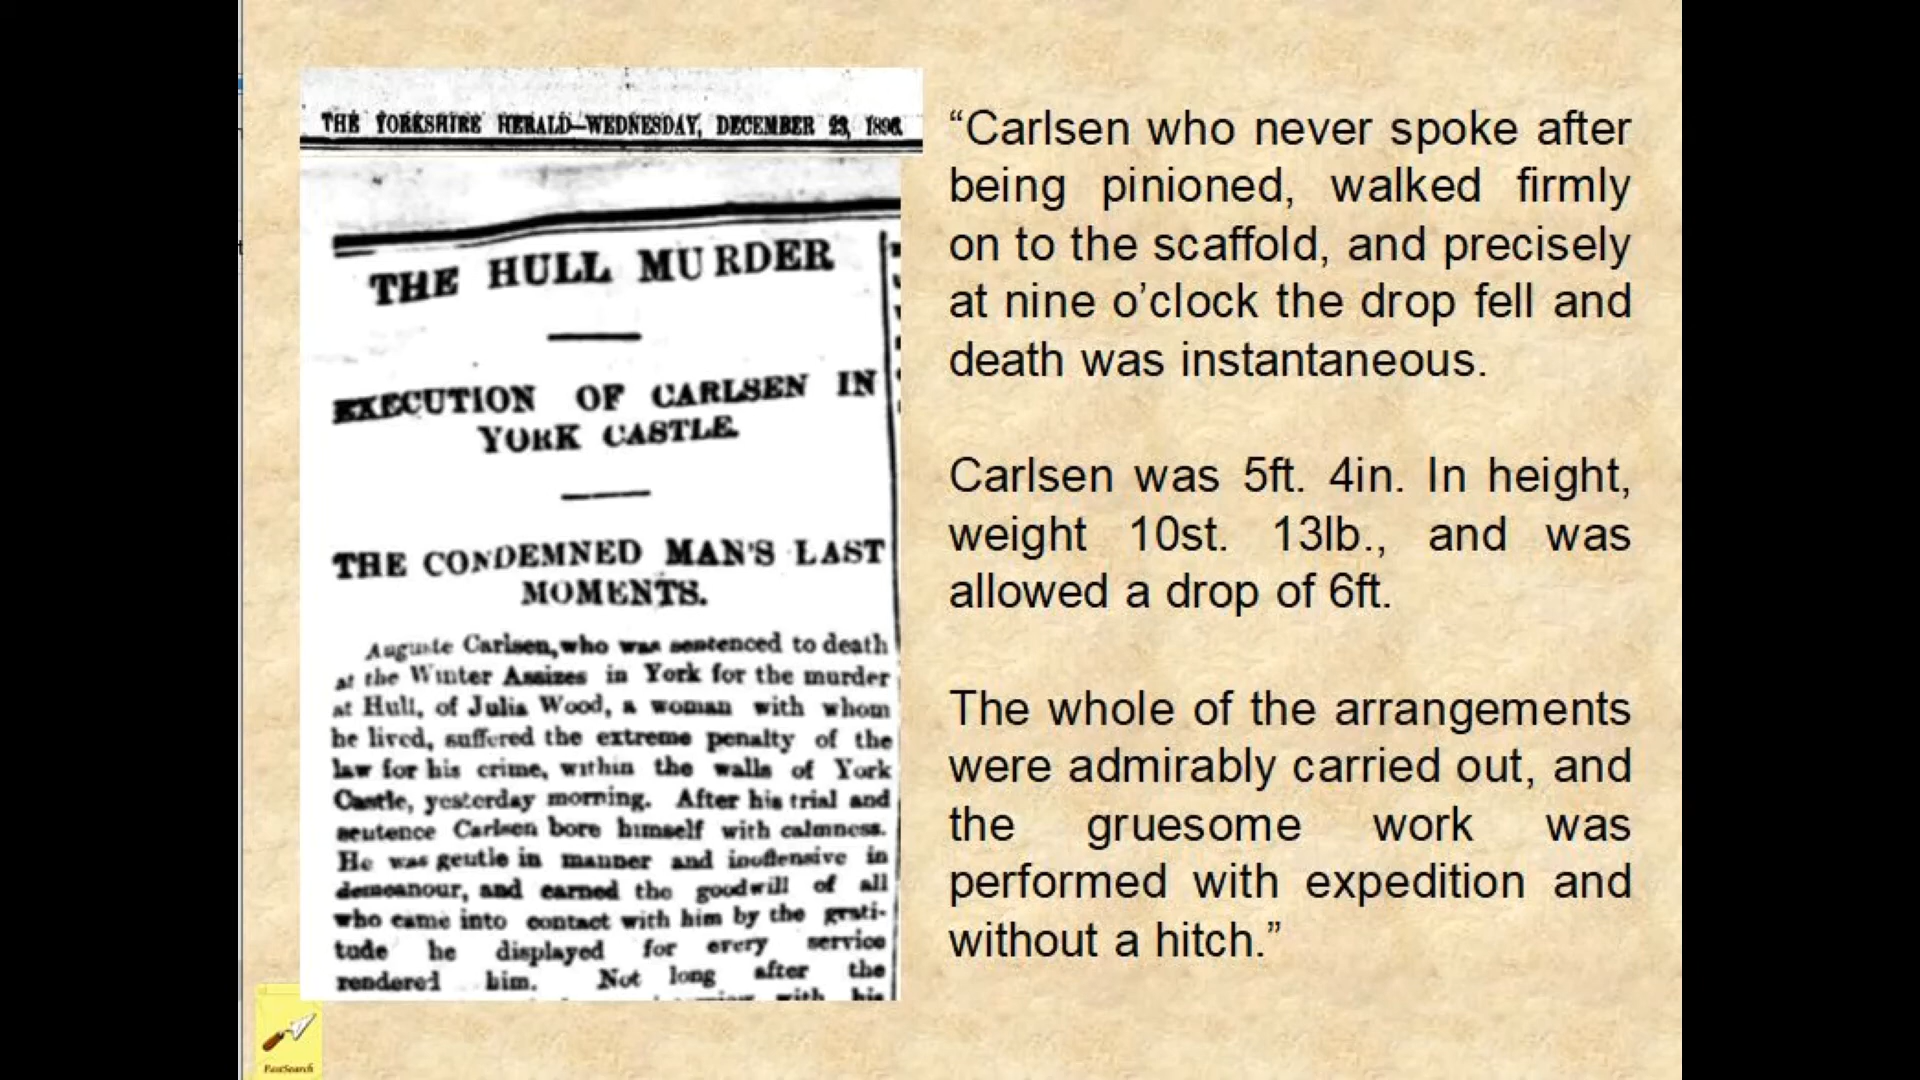 THE YORKSHIRE HERALD—WEDNESDAY, DECEMBER 23, 1896.
THE HULL MURDER
EXECUTION OF CARLSEN IN
YORK CASTLE.
THE CONDEMNED MAN'S LAST
MOMENTS.
Auguste Carlsen, who was sentenced to death
at the Winter Assizes in York for the murder
at Hull, of Julia Wood, a woman with whom
he lived, suffered the extreme penalty of the
law for his crime, within the walls of York
Castle, yesterday morning. After his trial and
sentence Carlsen bore himself with calmness.
He was gentle in manner and inoffensive in
demeanour, and earned the goodwill of all
who came into contact with him by the grati-
tude he displayed for every service
rendered him. Not long after the
with his
“Carlsen who never spoke after
being pinioned, walked firmly
on to the scaffold, and precisely
at nine o’clock the drop fell and
death was instantaneous.
Carlsen was 5ft. 4in. In height,
weight 10st. 13lb., and was
allowed a drop of 6ft.
The whole of the arrangements
were admirably carried out, and
the gruesome work was
performed with expedition and
without a hitch.”
PastSearch